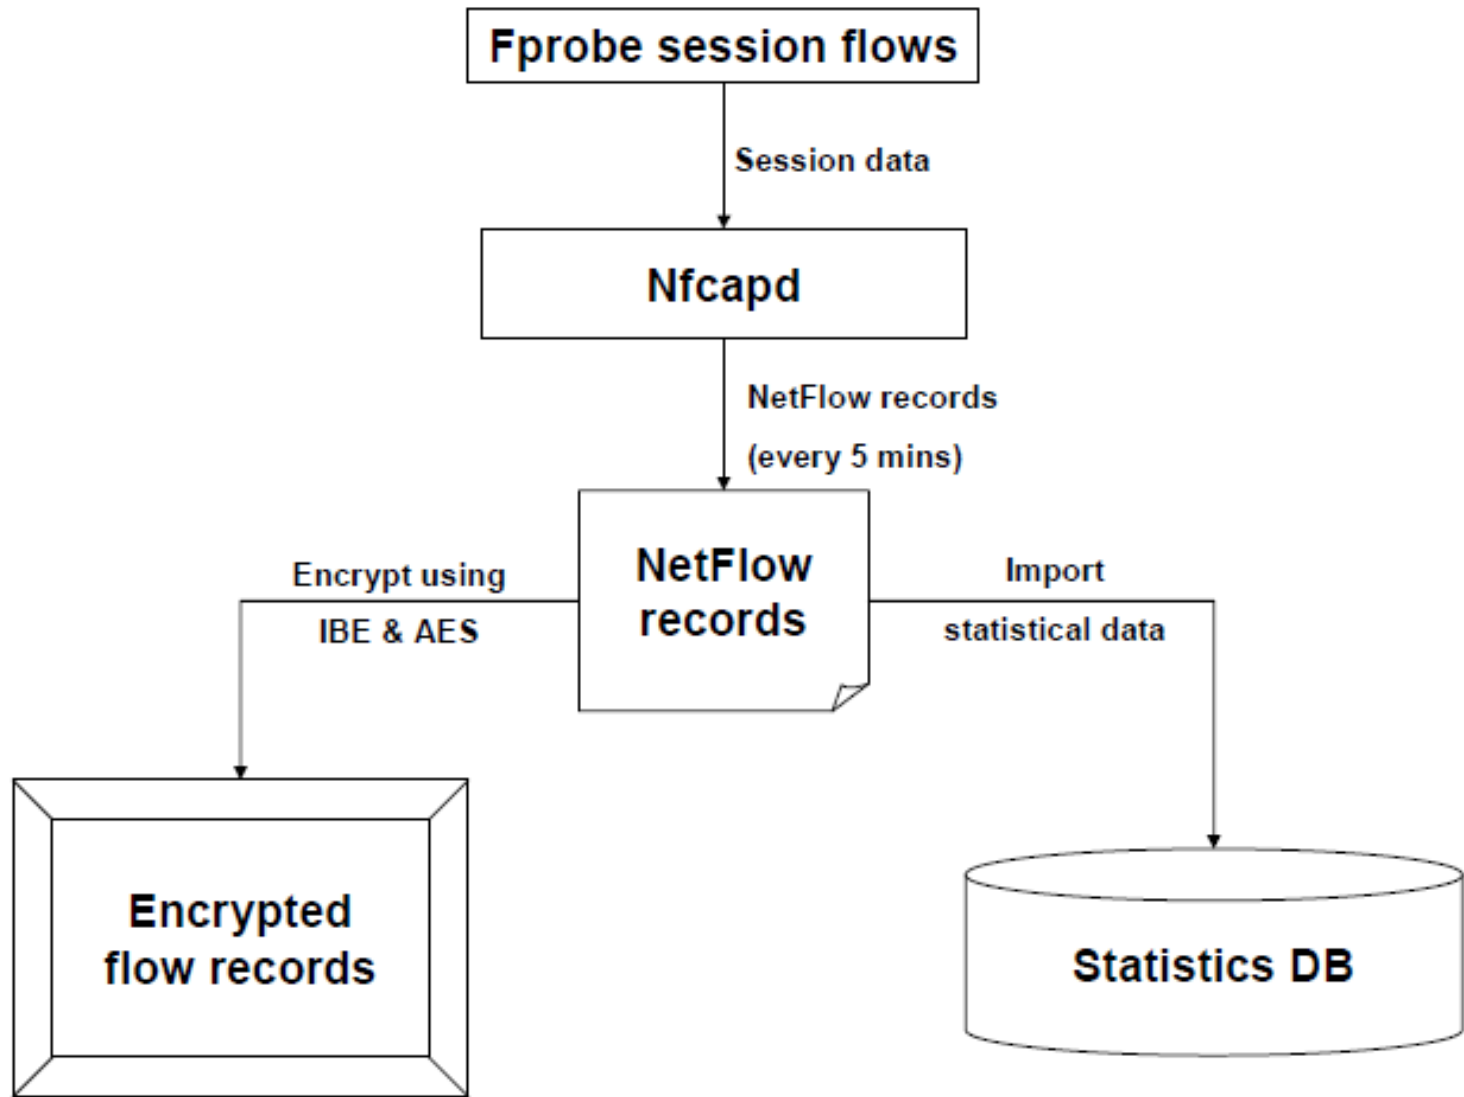 Fprobe session flows
Session data
Nfcapd
NetFlow records
(every 5 mins)
NetFlow
records
Encrypt using
IBE & AES
Import
statistical data
Encrypted
flow records
Statistics DB